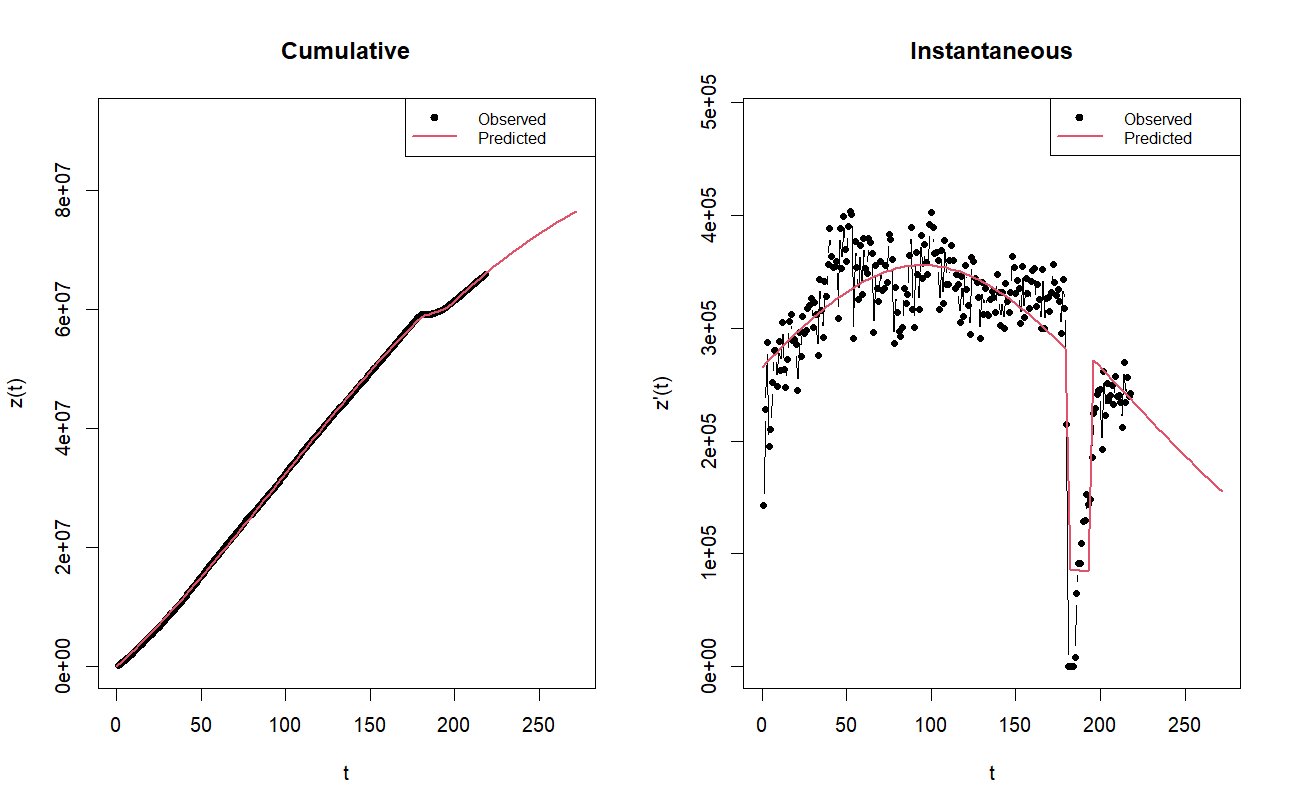 Cumulative
Observed
Predicted
z(t)
0e+00 2e+07 4e+07 6e+07 8e+07
0 50 100 150 200 250
t
Instantaneous
Observed
Predicted
z'(t)
0e+00 1e+05 2e+05 3e+05 4e+05 5e+05
0 50 100 150 200 250
t